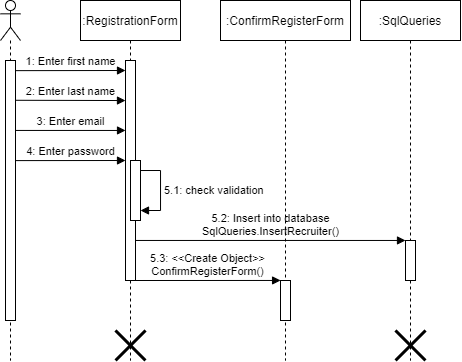 :RegistrationForm
:ConfirmRegisterForm
:SqlQueries
1: Enter first name
2: Enter last name
3: Enter email
4: Enter password
5.1: check validation
5.2: Insert into database
SqlQueries.InsertRecruiter()
5.3: <<Create Object>>
ConfirmRegisterForm()